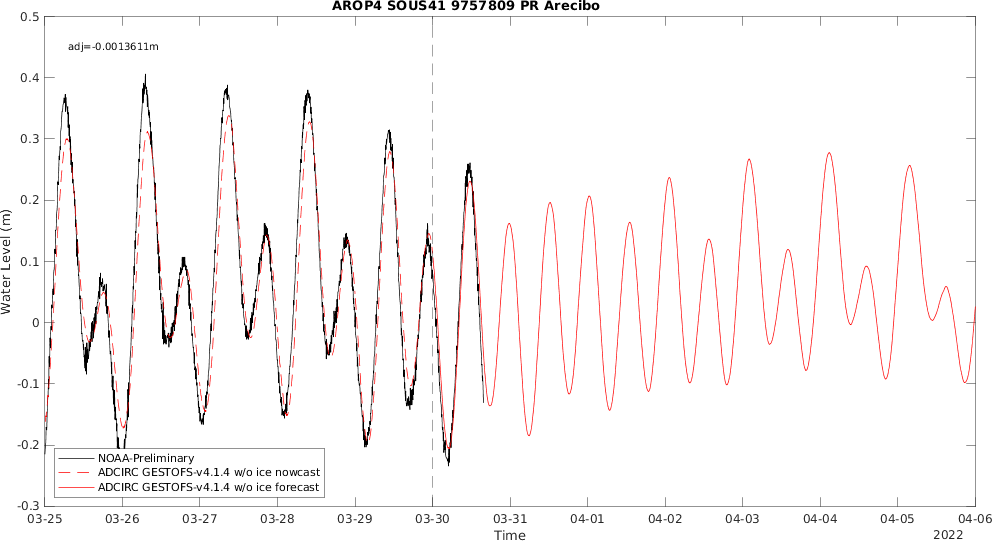 AROP4 SOUS41 9757809 PR Arecibo
adj=-0.0013611m
0.5
0.4
0.3
0.2
0.1
0
-0.1
-0.2
-0.3
Water Level (m)
NOAA-Preliminary
ADCIRC GESTOFS-v4.1.4 w/o ice nowcast
ADCIRC GESTOFS-v4.1.4 w/o ice forecast
03-25 03-26 03-27 03-28 03-29 03-30 03-31 04-01 04-02 04-03 04-04 04-05 04-06
Time
2022